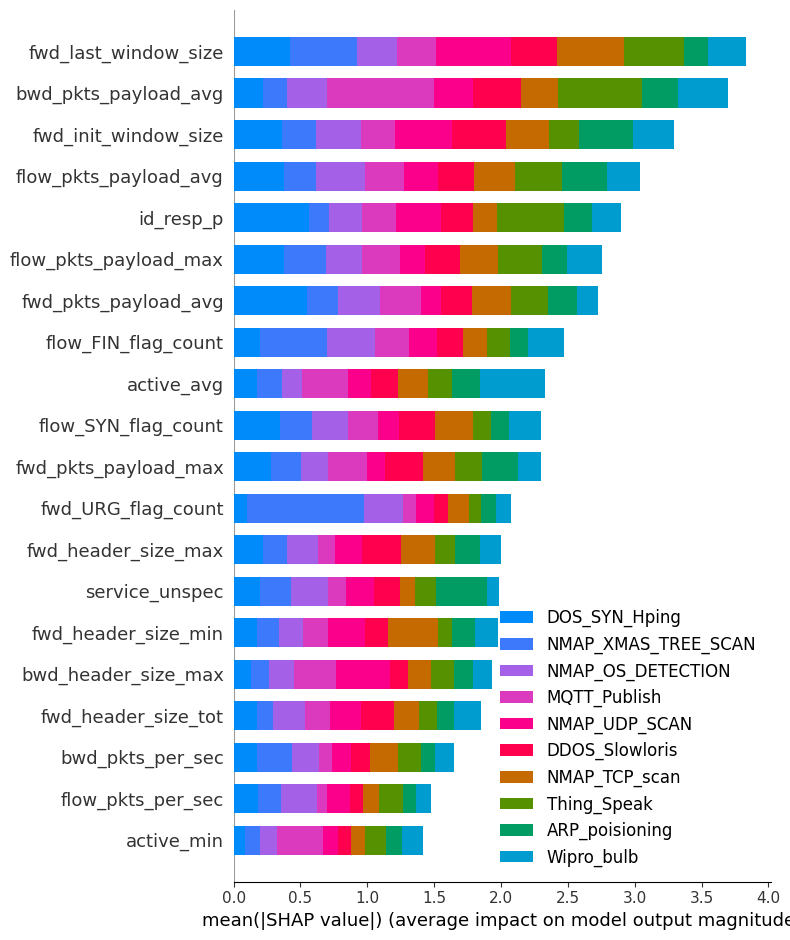 fwd_last_window_size
bwd_pkts_payload_avg
fwd_init_window_size
flow_pkts_payload_avg
id_resp_p
flow_pkts_payload_max
fwd_pkts_payload_avg
flow_FIN_flag_count
active_avg
flow_SYN_flag_count
fwd_pkts_payload_max
fwd_URG_flag_count
fwd_header_size_max
service_unspec
fwd_header_size_min
bwd_header_size_max
fwd_header_size_tot
bwd_pkts_per_sec
flow_pkts_per_sec
active_min
DOS_SYN_Hping
NMAP_XMAS_TREE_SCAN
NMAP_OS_DETECTION
MQTT_Publish
NMAP_UDP_SCAN
DDOS_Slowloris
NMAP_TCP_scan
Thing_Speak
ARP_poisioning
Wipro_bulb
0.0 0.5 1.0 1.5 2.0 2.5 3.0 3.5 4.0
mean(|SHAP value|) (average impact on model output magnitude